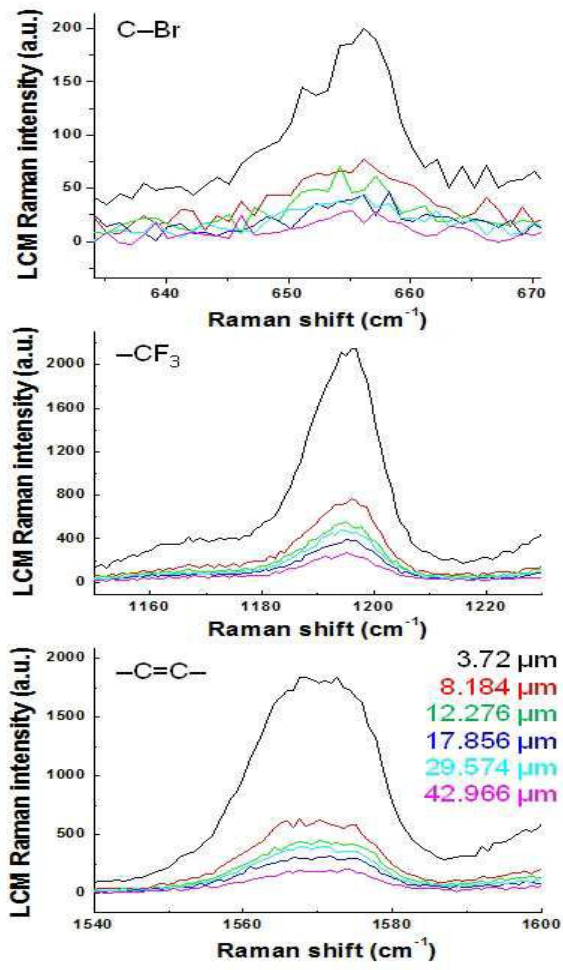 C–Br
LCM Raman intensity (a.u.)
200
150
100
50
0
640
650
660
670
Raman shift (cm⁻¹)
–CF₃
LCM Raman intensity (a.u.)
2000
1600
1200
800
400
0
1160
1180
1200
1220
Raman shift (cm⁻¹)
–C=C–
LCM Raman intensity (a.u.)
2000
1500
1000
500
0
3.72 µm
8.184 µm
12.276 µm
17.856 µm
29.574 µm
42.966 µm
1540
1560
1580
1600
Raman shift (cm⁻¹)